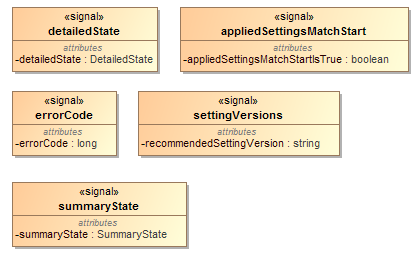 «signal»
detailedState
attributes
-detailedState : DetailedState
«signal»
appliedSettingsMatchStart
attributes
-appliedSettingsMatchStartIsTrue : boolean
«signal»
errorCode
attributes
-errorCode : long
«signal»
settingVersions
attributes
-recommendedSettingVersion : string
«signal»
summaryState
attributes
-summaryState : SummaryState